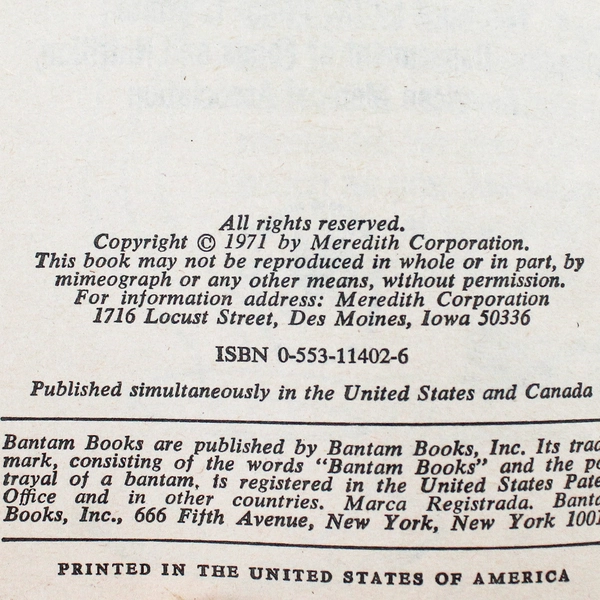 All rights reserved.
Copyright © 1971 by Meredith Corporation.
This book may not be reproduced in whole or in part, by
mimeograph or any other means, without permission.
For information address: Meredith Corporation
1716 Locust Street, Des Moines, Iowa 50336
ISBN 0-553-11402-6
Published simultaneously in the United States and Canada
Bantam Books are published by Bantam Books, Inc. Its
mark, consisting of the words "Bantam Books" and the
trayal of a bantam, is registered in the United States
Office and in other countries. Marca Registrada.
Books, Inc., 666 Fifth Avenue, New York, New York
PRINTED IN THE UNITED STATES OF AMERICA